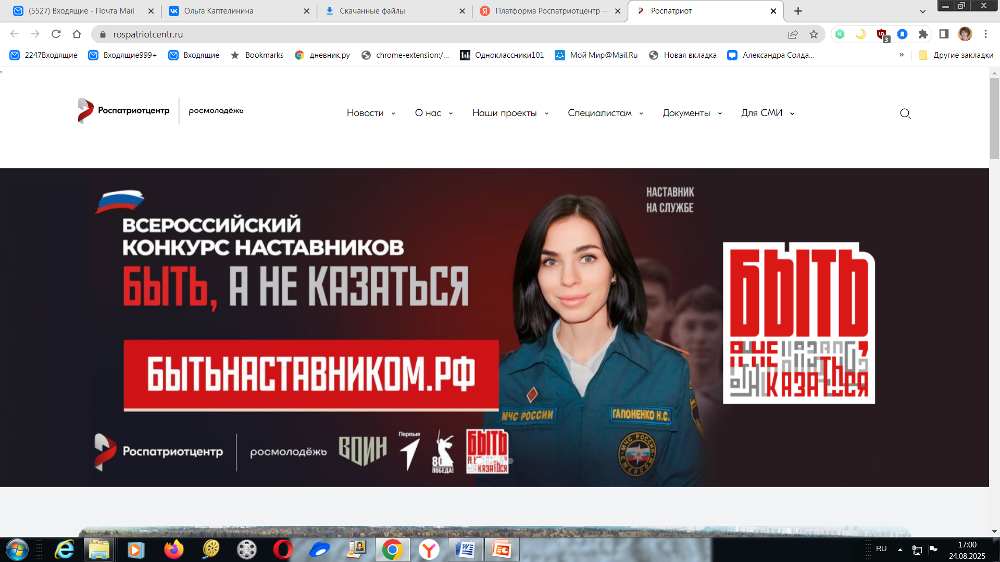 (5527) Входящие - Почта Mail
Ольга Каптелинина
Скачанные файлы
Платформа Роспатриотцентр —
Роспатриот
rospatriotcentr.ru
3
2247Входящие
Входящие999+
Входящие
Bookmarks
дневник.ру
chrome-extension:/...
Одноклассники101
Мой Мир@Mail.Ru
Новая вкладка
Александра Солда...
»
Другие закладки
Роспатриотцентр
росмолодёжь
Новости
О нас
Наши проекты
Специалистам
Документы
Для СМИ
НАСТАВНИК
НА СЛУЖБЕ
ВСЕРОССИЙСКИЙ
КОНКУРС НАСТАВНИКОВ
БЫТЬ, А НЕ КАЗАТЬСЯ
БЫТЬНАСТАВНИКОМ.РФ
БЫТЬ
КАЗАТЬСЯ
МЧС РОССИИ
ГАПОНЕНКО Н.С.
МЧС РОССИИ
EMERCOM
Роспатриотцентр
росмолодёжь
ВОИН
Первые
80
ПОБЕДА!
БЫТЬ
КАЗАТЬСЯ
RU
17:00
24.08.2025